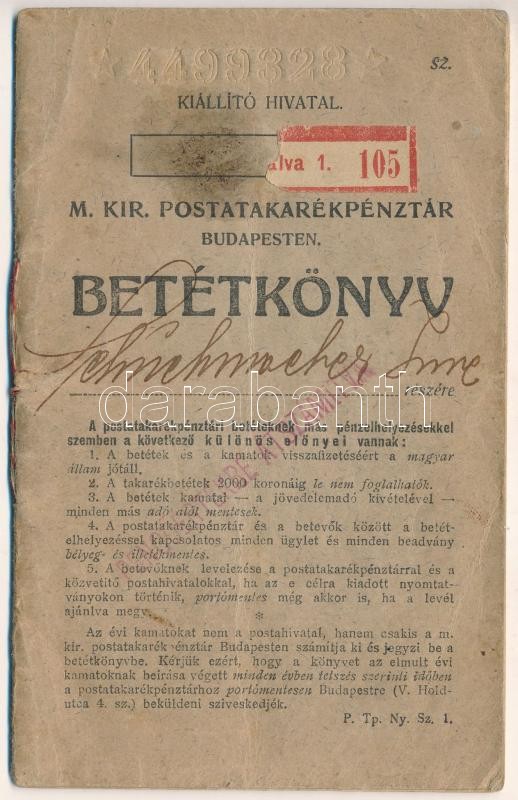 4499328 sz.
KIÁLLÍTÓ HIVATAL.
alva 1. 105
M. KIR. POSTATAKARÉKPÉNZTÁR
BUDAPESTEN.
BETÉTKÖNYV
Schuchmacher Imre
részére
darabanth
A postatakarékpénztári betéteknek más pénzelhelyezésekkel
szemben a következő különös előnyei vannak:
1. A betétek és a kamatok visszafizetéséért a magyar
állam jótáll.
2. A takarékbetétek 2000 koronáig le nem foglalhatók.
3. A betétek kamatai — a jövedelemadó kivételével —
minden más adó alól mentesek.
4. A postatakarékpénztár és a betevők között a betét-
elhelyezéssel kapcsolatos minden ügylet és minden beadvány
bélyeg- és illetékmentes.
5. A betevőknek levelezése a postatakarékpénztárral és a
közvetitő postahivatalokkal, ha az e célra kiadott nyomtat-
ványokon történik, portómentes még akkor is, ha a levél
ajánlva megy.
*
Az évi kamatokat nem a postahivatal, hanem csakis a m.
kir. postatakarék énztár Budapesten számítja ki és jegyzi be a
betétkönyvbe. Kérjük ezért, hogy a könyvet az elmult évi
kamatoknak beírása végett minden évben tetszés szerinti időben
a postatakarékpénztárhoz portómentesen Budapestre (V. Hold-
utca 4. sz.) beküldeni sziveskedjék.
P. Tp. Ny. Sz. 1.